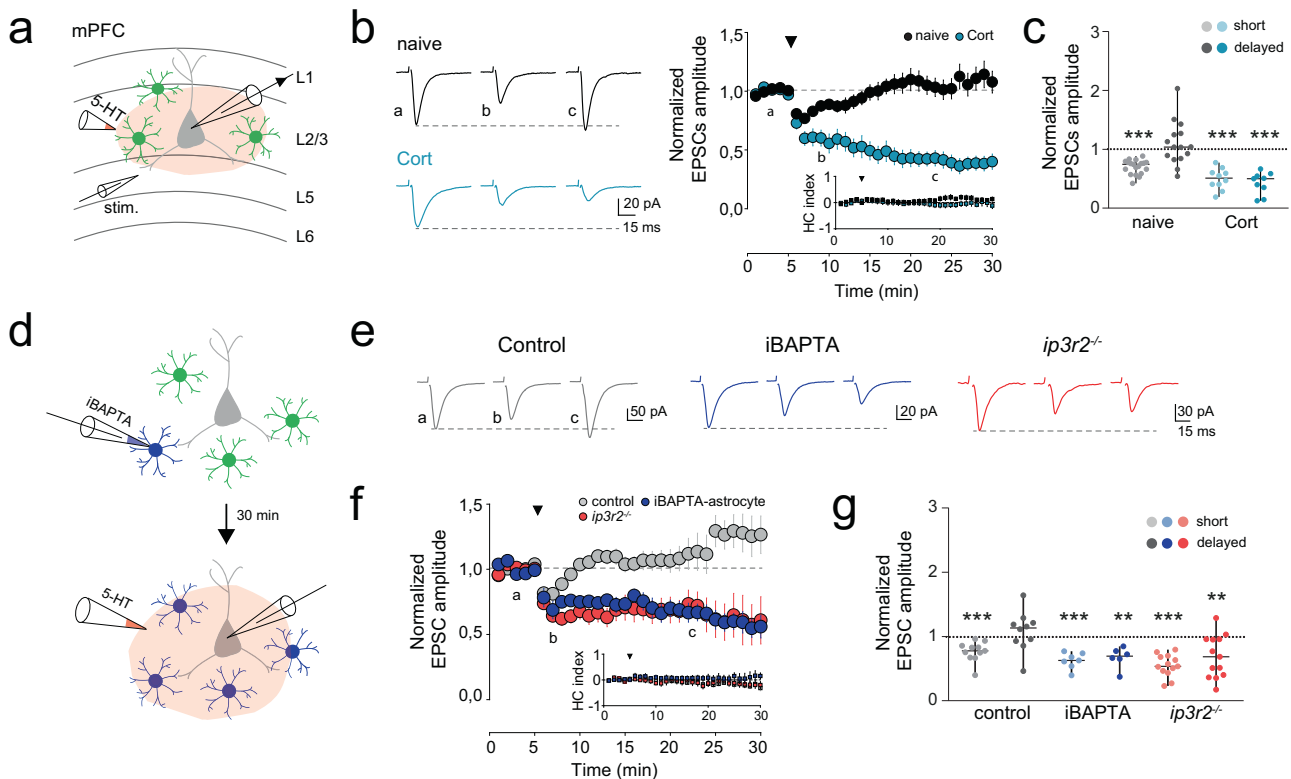 a
mPFC
5-HT
stim.
L1
L2/3
L5
L6
b
naive
a
b
c
Cort
20 pA
15 ms
Normalized
EPSCs amplitude
1,5
1,0
0,5
0,0
naive Cort
a
b
c
HC index
1
0
-1
0 10 20 30
0 5 10 15 20 25 30
Time (min)
c
Normalized
EPSCs amplitude
3
2
1
0
short
delayed
*** *** ***
naive Cort
d
iBAPTA
30 min
5-HT
e
Control iBAPTA ip3r2-/-
a
b
c
50 pA
20 pA
30 pA
15 ms
f
Normalized
EPSC amplitude
1,5
1,0
0,5
0,0
control iBAPTA-astrocyte
ip3r2-/-
a
b
c
HC index
1
0
-1
0 10 20 30
0 5 10 15 20 25 30
Time (min)
g
Normalized
EPSC amplitude
3
2
1
0
short
delayed
*** *** ** *** **
control iBAPTA ip3r2-/-